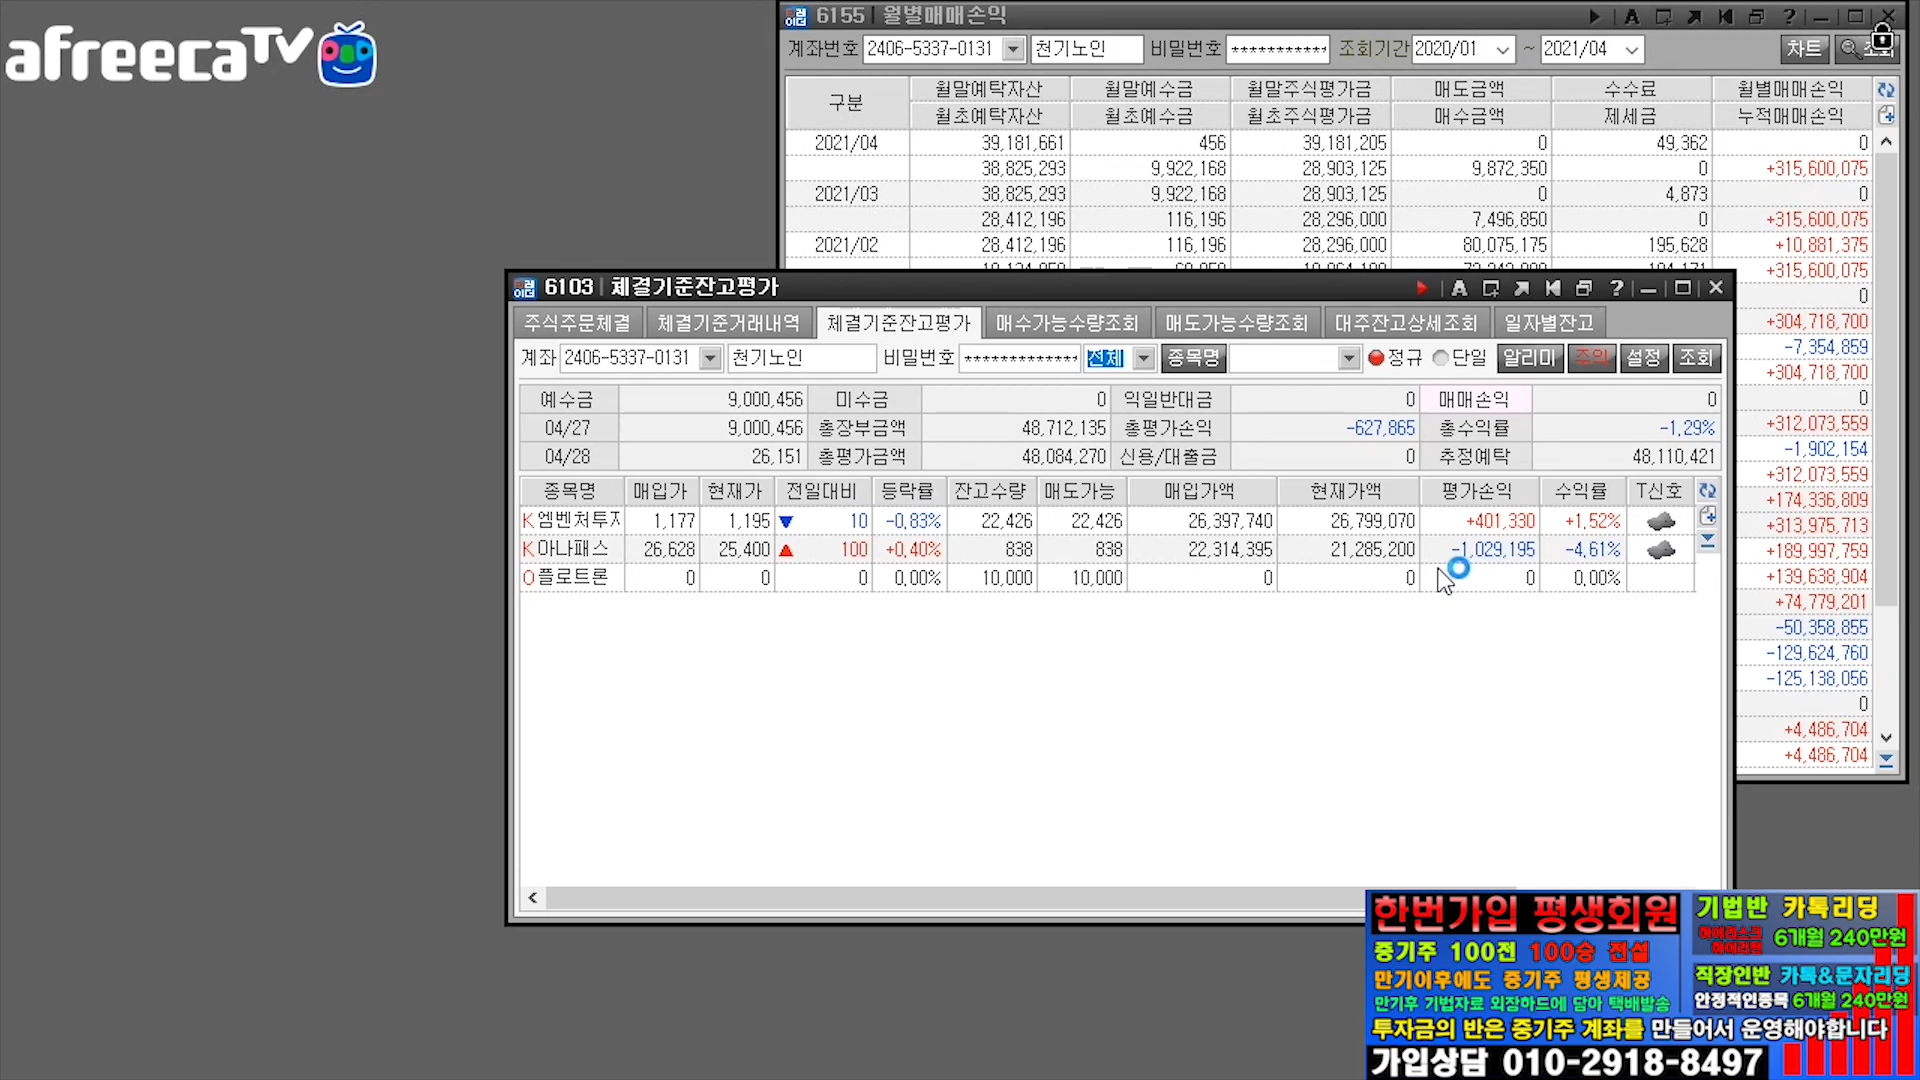 afreecaTV
6155 월별매매손익
계좌번호 2406-5337-0131 천기노인 비밀번호 *********** 조회기간 2020/01 ~ 2021/04 차트
구분 월말예탁자산 월말예수금 월말주식평가금 매도금액 수수료 월별매매손익
월초예탁자산 월초예수금 월초주식평가금 매수금액 제세금 누적매매손익
2021/04 39,181,661 456 39,181,205 0 49,362 0
38,825,293 9,922,168 28,903,125 9,872,350 0 +315,600,075
2021/03 38,825,293 9,922,168 28,903,125 0 4,873 0
28,412,196 116,196 28,296,000 7,496,850 0 +315,600,075
2021/02 28,412,196 116,196 28,296,000 80,075,175 195,628 +10,881,375
+315,600,075
0
+304,718,700
-7,354,859
+304,718,700
0
+312,073,559
-1,902,154
+312,073,559
+174,336,809
+313,975,713
+189,997,759
+139,638,904
+74,779,201
-50,358,855
-129,624,760
-125,138,056
0
+4,486,704
+4,486,704
6103 체결기준잔고평가
주식주문체결 체결기준거래내역 체결기준잔고평가 매수가능수량조회 매도가능수량조회 대주잔고상세조회 일자별잔고
계좌 2406-5337-0131 천기노인 비밀번호 ************* 전체 종목명 정규 단일 알리미 주의 설정 조회
예수금 9,000,456 미수금 0 익일반대금 0 매매손익 0
04/27 9,000,456 총장부금액 48,712,135 총평가손익 -627,865 총수익률 -1.29%
04/28 26,151 총평가금액 48,084,270 신용/대출금 0 추정예탁 48,110,421
종목명 매입가 현재가 전일대비 등락률 잔고수량 매도가능 매입가액 현재가액 평가손익 수익률 T신호
K엠벤처투자 1,177 1,195 ▼ 10 -0.83% 22,426 22,426 26,397,740 26,799,070 +401,330 +1.52%
K아나패스 26,628 25,400 ▲ 100 +0.40% 838 838 22,314,395 21,285,200 -1,029,195 -4.61%
O플로트론 0 0 0 0.00% 10,000 10,000 0 0 0 0.00%
한번가입 평생회원
중기주 100전 100승 전설
만기이후에도 중기주 평생제공
만기후 기법자료 외장하드에 담아 택배발송
기법반 카톡리딩
하이리스크
하이리턴
6개월 240만원
직장인반 카톡&문자리딩
안정적인종목 6개월 240만원
투자금의 반은 중기주 계좌를 만들어서 운영해야합니다
가입상담 010-2918-8497